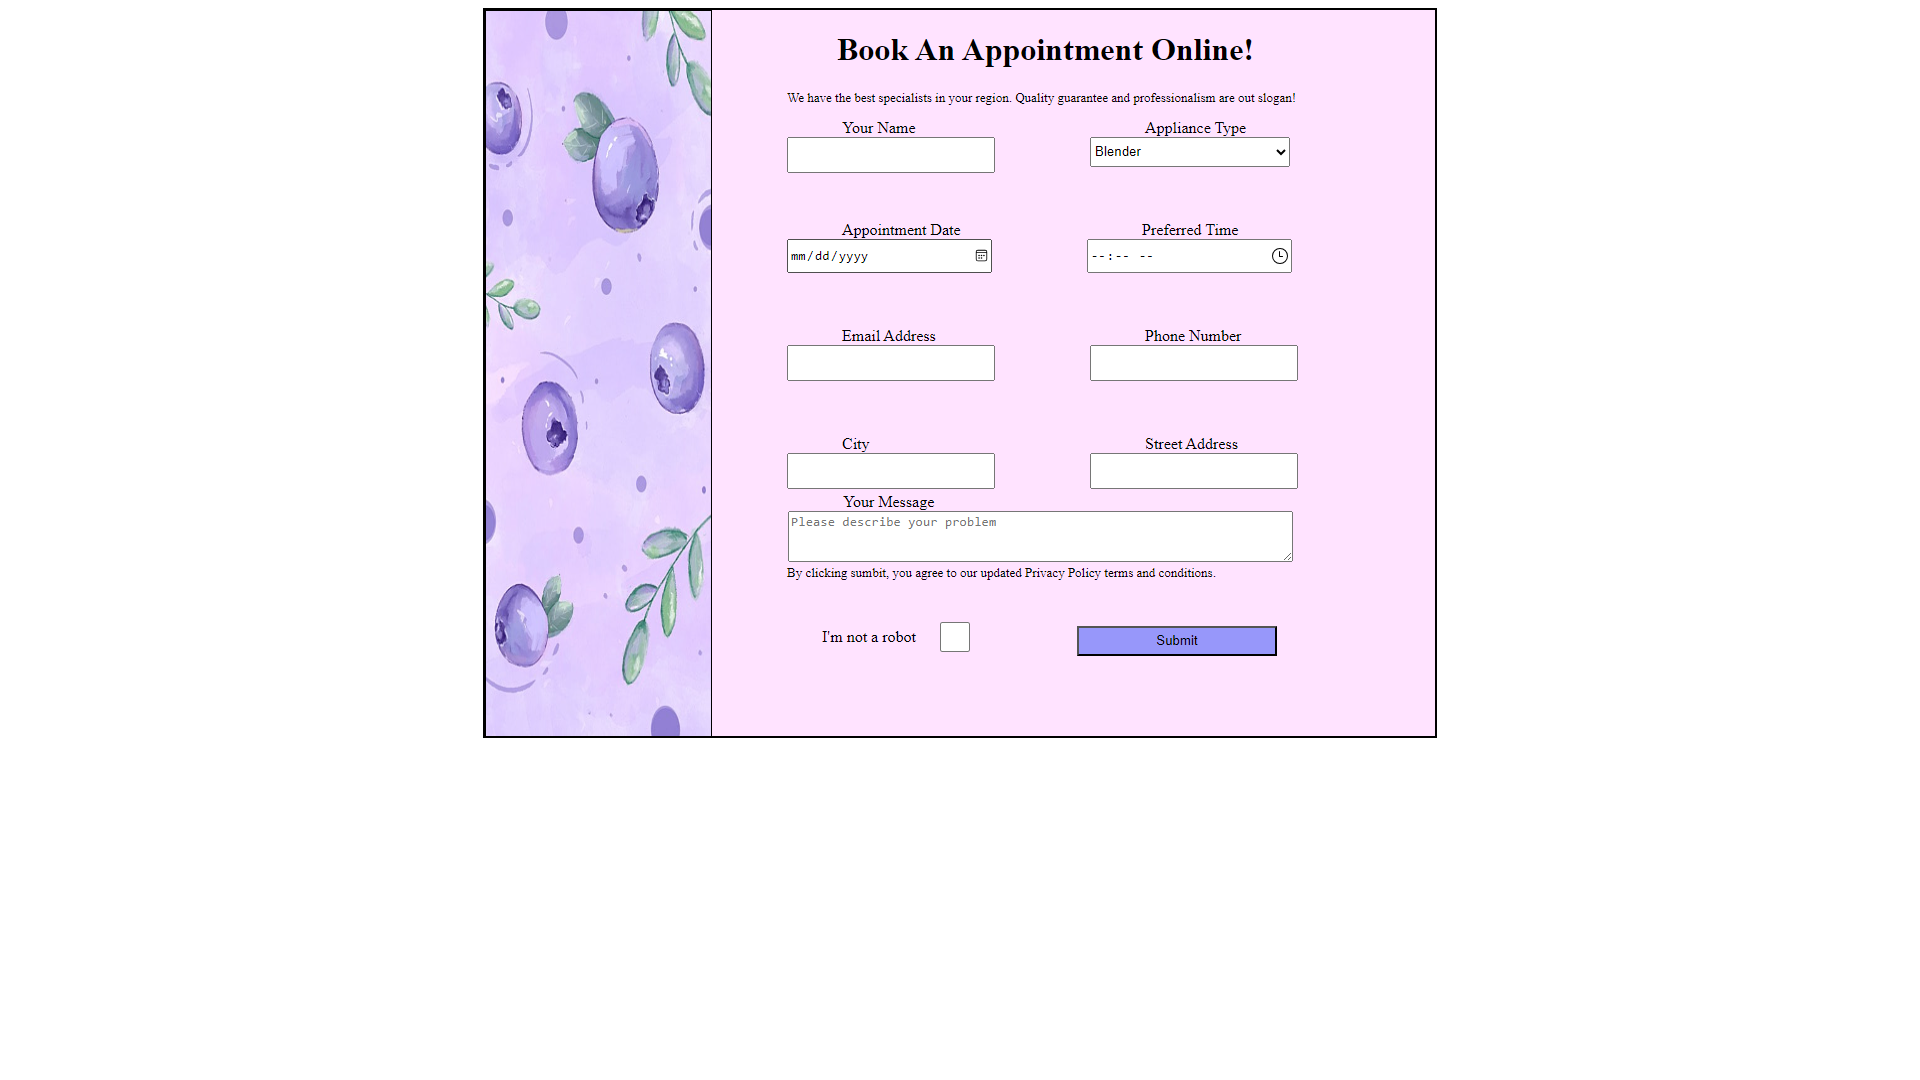 Book An Appointment Online!
We have the best specialists in your region. Quality guarantee and professionalism are out slogan!
Your Name
Appliance Type
Blender
Appointment Date
Preferred Time
mm/dd/yyyy
--:-- --
Email Address
Phone Number
City
Street Address
Your Message
Please describe your problem
By clicking sumbit, you agree to our updated Privacy Policy terms and conditions.
I'm not a robot
Submit